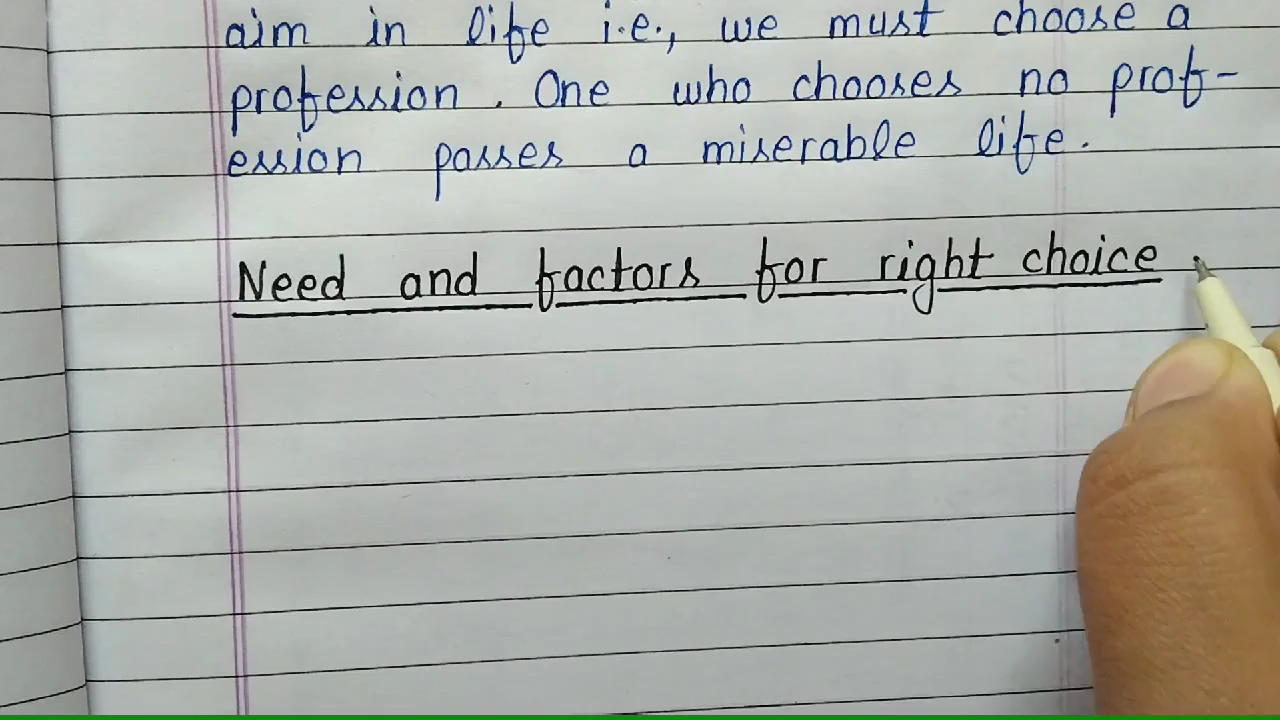 aim in life i.e., we must choose a
profession. One who chooses no prof-
ession passes a miserable life.
Need and factors for right choice